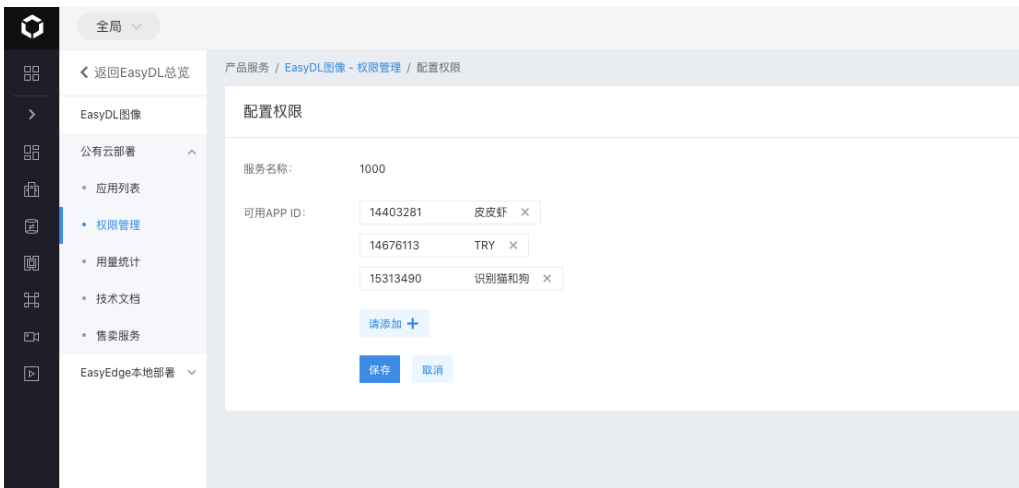 全局
返回EasyDL总览
产品服务 / EasyDL图像 - 权限管理 / 配置权限
EasyDL图像
公有云部署
应用列表
权限管理
用量统计
技术文档
售卖服务
EasyEdge本地部署
配置权限
服务名称: 1000
可用APP ID: 14403281 皮皮虾
14676113 TRY
15313490 识别猫和狗
请添加
保存 取消